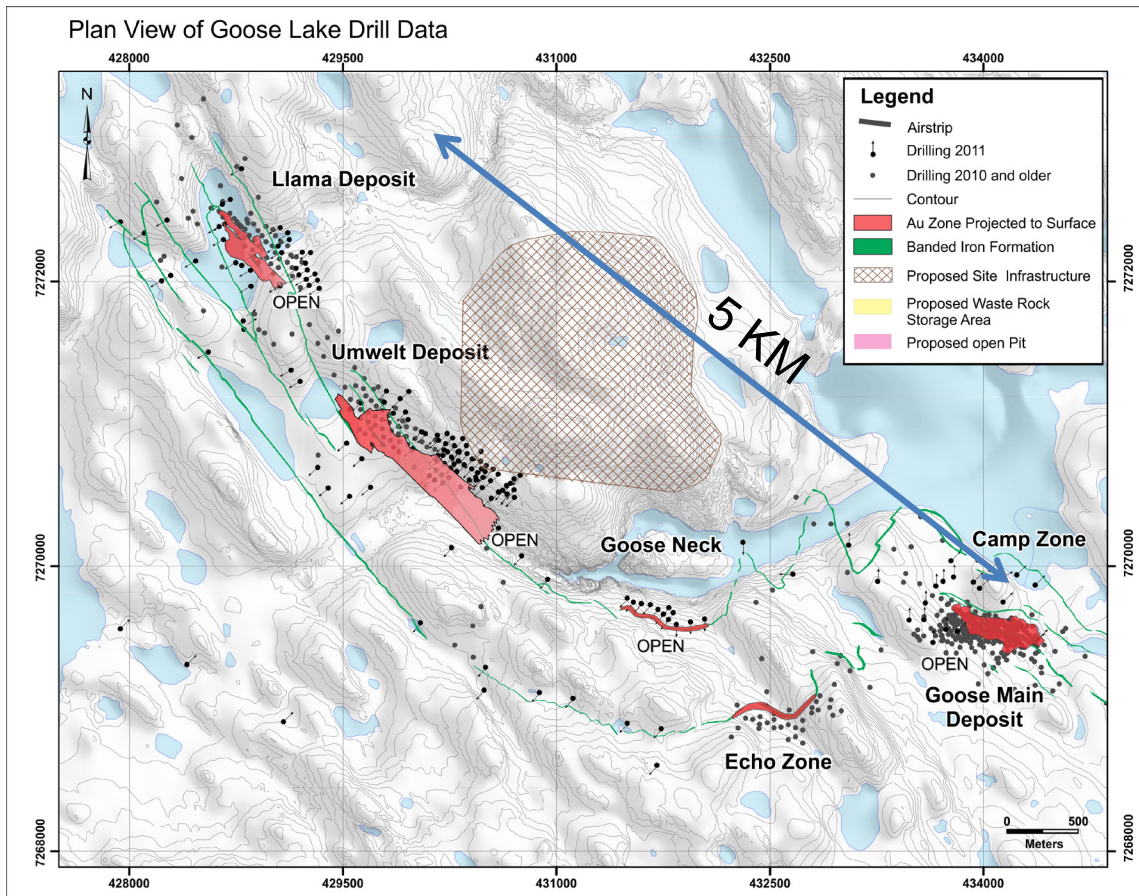 Plan View of Goose Lake Drill Data
428000
429500
431000
432500
434000
N
Legend
Airstrip
Drilling 2011
Drilling 2010 and older
Contour
Au Zone Projected to Surface
Banded Iron Formation
Proposed Site Infrastructure
Proposed Waste Rock
Storage Area
Proposed open Pit
Llama Deposit
7272000
7272000
OPEN
5 KM
Umwelt Deposit
OPEN
Goose Neck
Camp Zone
7270000
7270000
OPEN
OPEN
Goose Main
Deposit
Echo Zone
0
500
Meters
7268000
7268000
428000
429500
431000
432500
434000